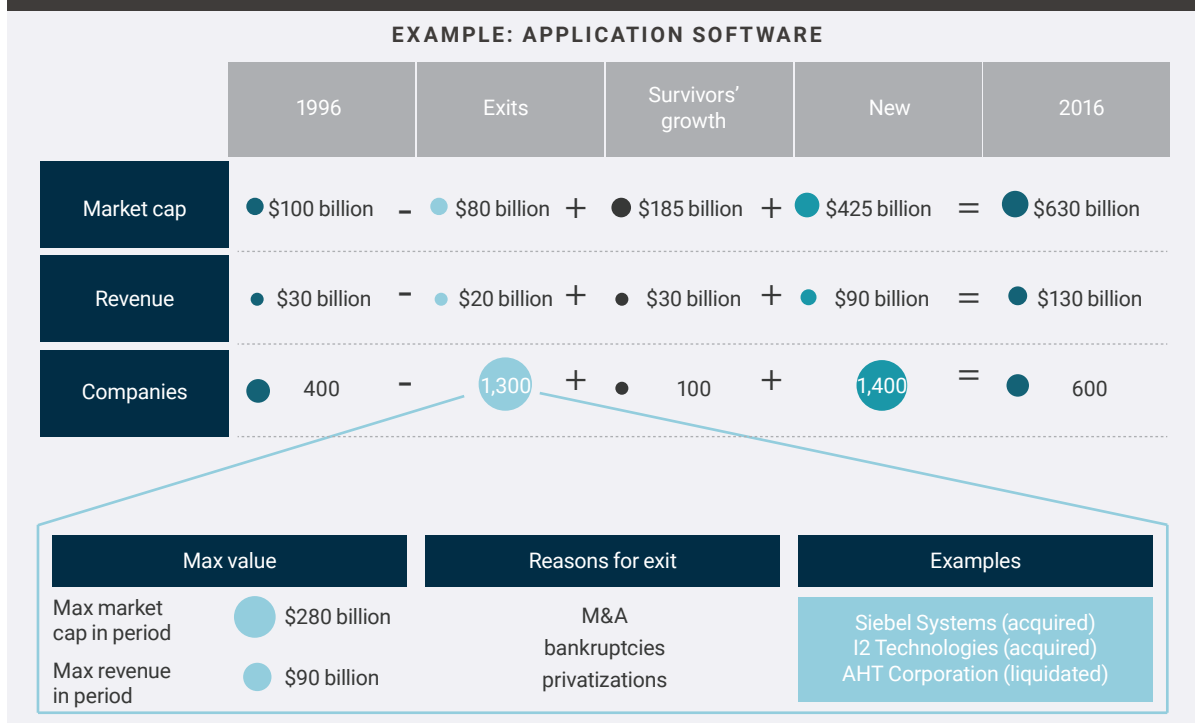 EXAMPLE: APPLICATION SOFTWARE
1996 Exits Survivors’ growth New 2016
Market cap $100 billion - $80 billion + $185 billion + $425 billion = $630 billion
Revenue $30 billion - $20 billion + $30 billion + $90 billion = $130 billion
Companies 400 - 1,300 + 100 + 1,400 = 600
Max value
Max market
cap in period
$280 billion
Max revenue
in period
$90 billion
Reasons for exit
M&A
bankruptcies
privatizations
Examples
Siebel Systems (acquired)
I2 Technologies (acquired)
AHT Corporation (liquidated)